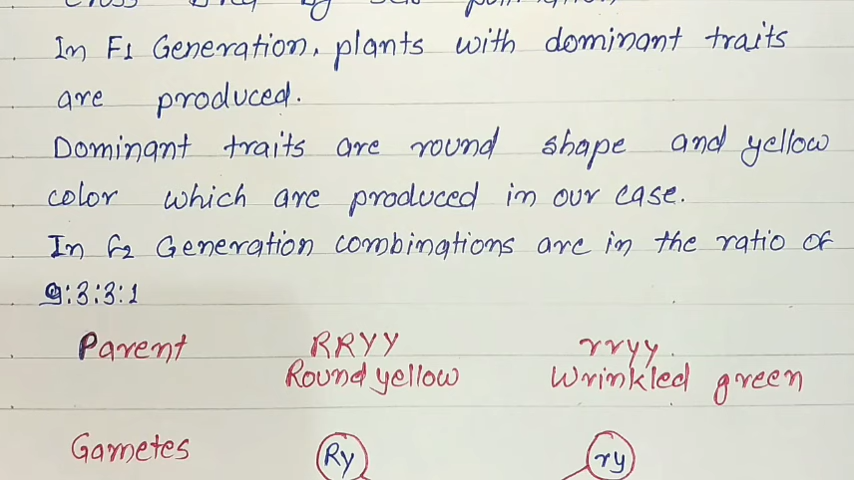 In F1 Generation, plants with dominant traits
are produced.
Dominant traits are round shape and yellow
color which are produced in our case.
In F2 Generation combinations are in the ratio of
9:3:3:1
Parent RRYY rryy.
Round yellow Wrinkled green
Gametes Ry ry